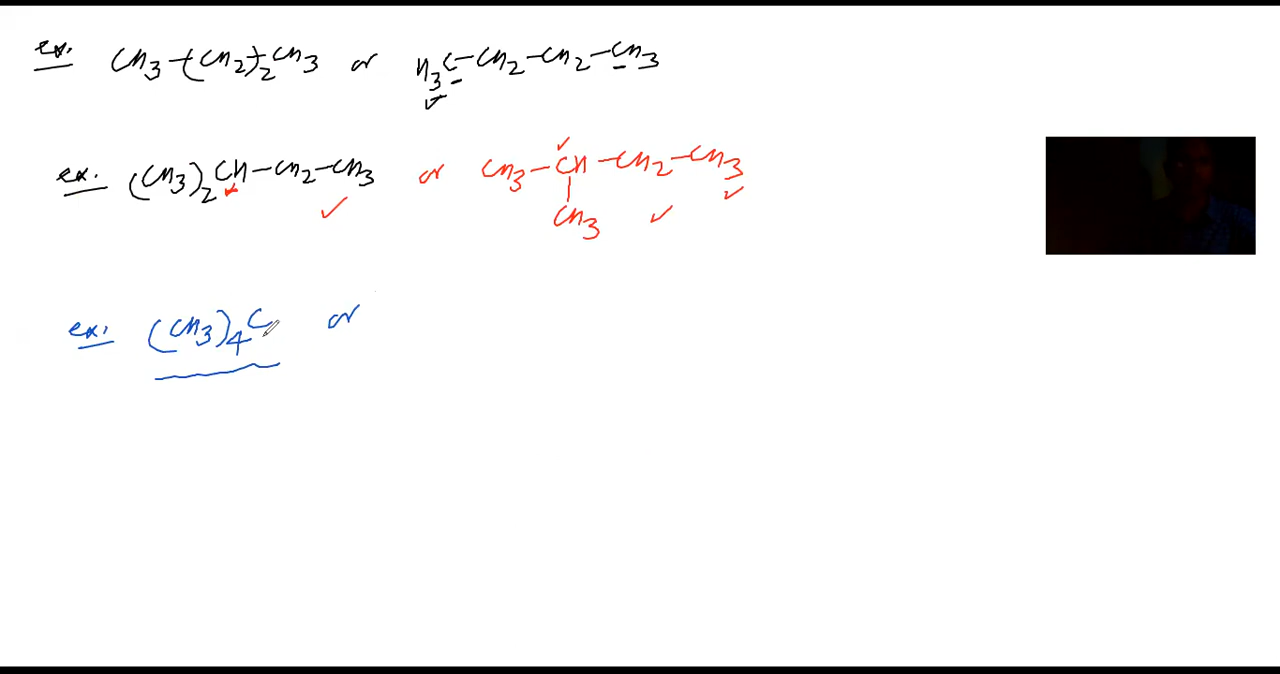 ex. CH3-(CH2)-2CH3 or H3C-CH2-CH2-CH3
ex. (CH3)2CH-CH2-CH3 or CH3-CH-CH2-CH3
CH3
ex: (CH3)4C or